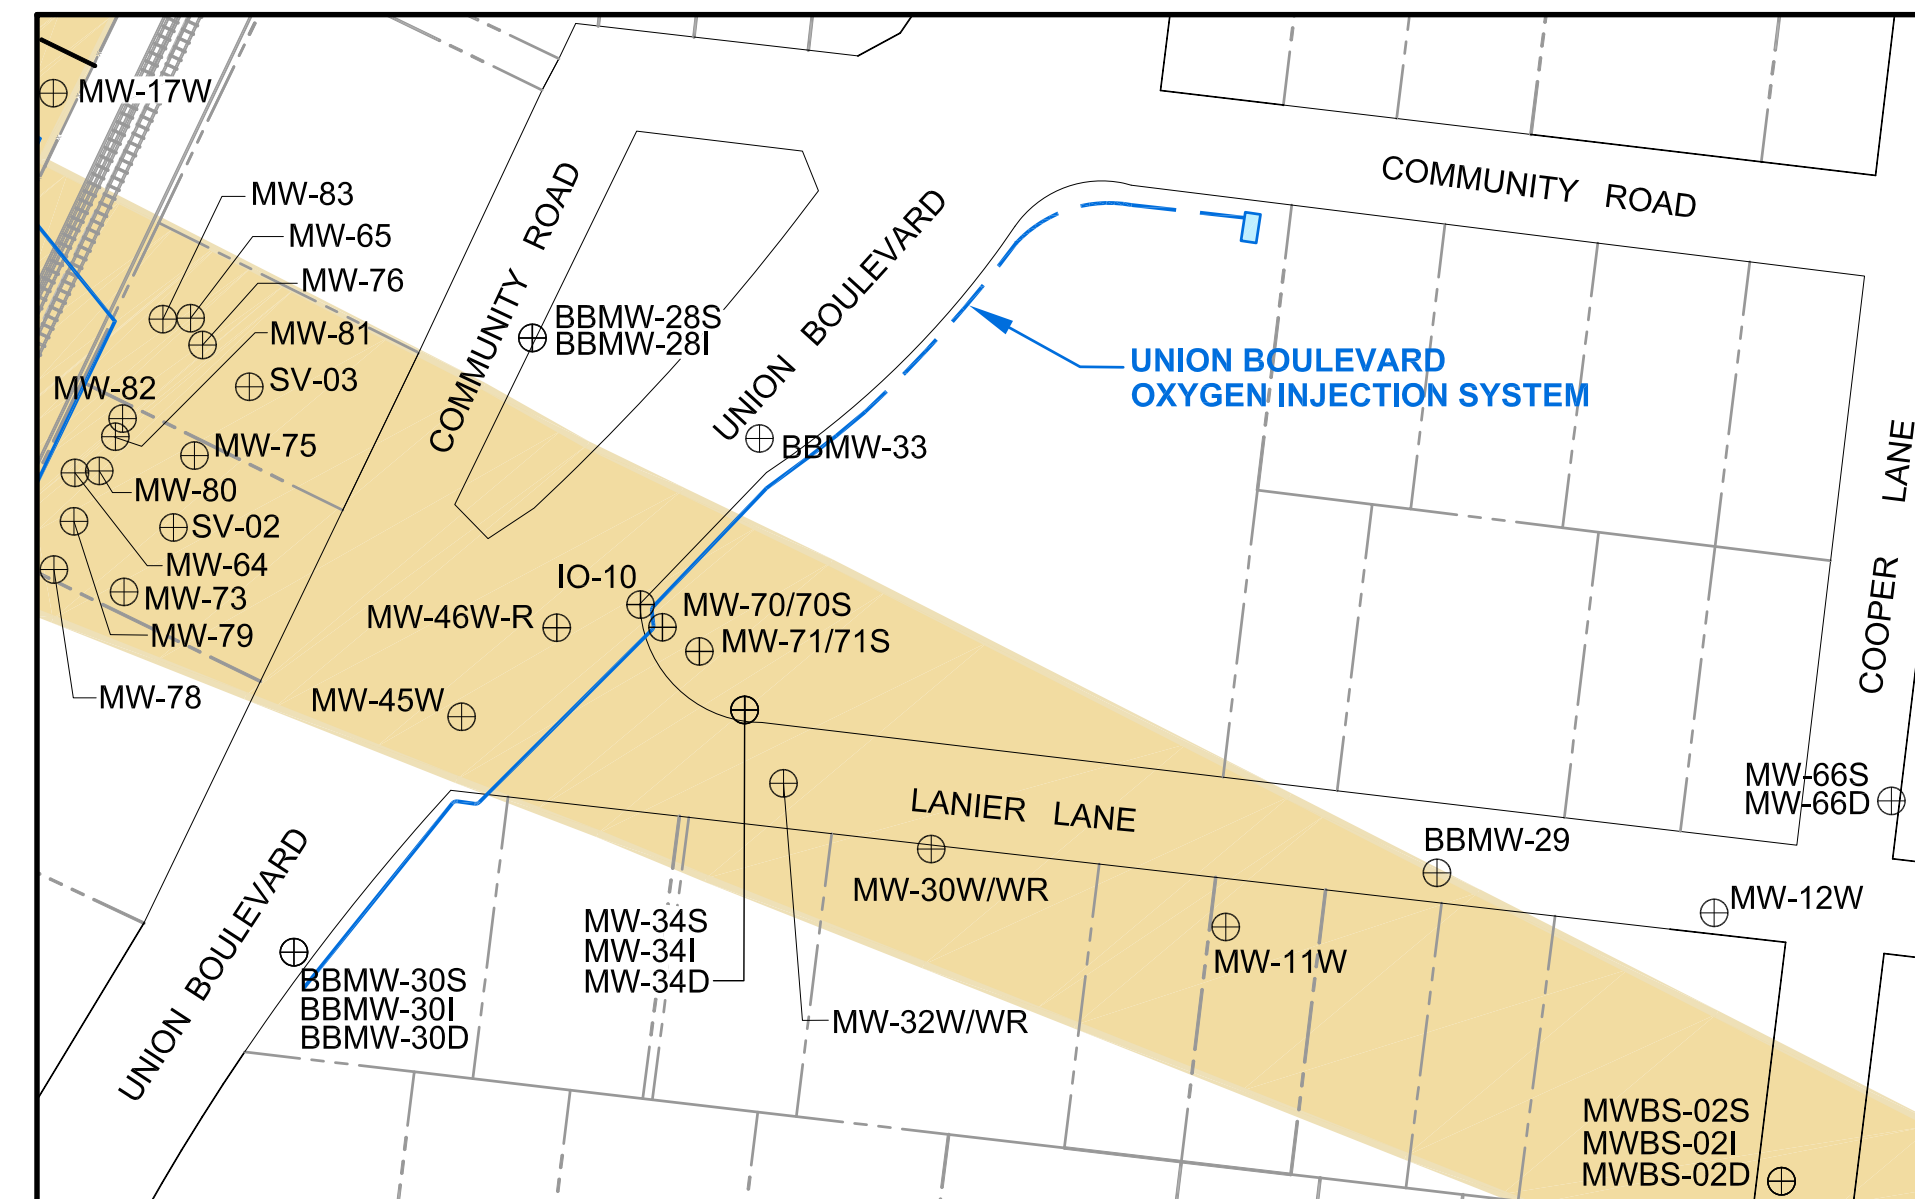 MW-17W
COMMUNITY ROAD
MW-83
MW-65
MW-76
MW-81
SV-03
MW-82
MW-75
MW-80
SV-02
MW-64
MW-73
MW-79
MW-78
COMMUNITY ROAD
BBMW-28S
BBMW-28I
UNION BOULEVARD
BBMW-33
UNION BOULEVARD
OXYGEN INJECTION SYSTEM
COOPER LANE
IO-10
MW-70/70S
MW-46W-R
MW-71/71S
MW-45W
LANIER LANE
MW-66S
MW-66D
BBMW-29
MW-30W/WR
MW-12W
MW-34S
MW-34I
MW-34D
MW-11W
UNION BOULEVARD
BBMW-30S
BBMW-30I
BBMW-30D
MW-32W/WR
MWBS-02S
MWBS-02I
MWBS-02D